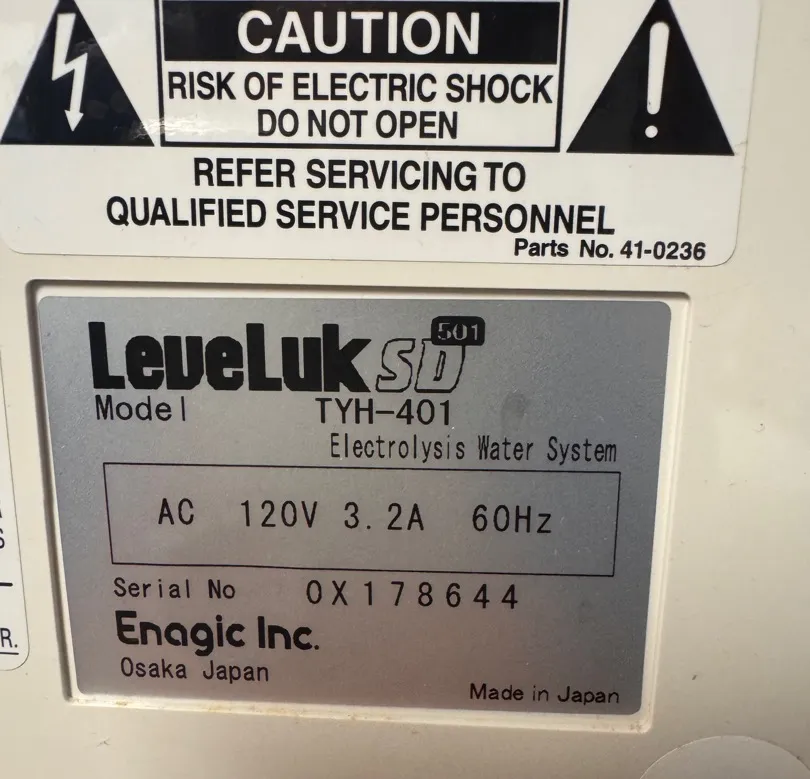 CAUTION
RISK OF ELECTRIC SHOCK
DO NOT OPEN
REFER SERVICING TO
QUALIFIED SERVICE PERSONNEL
Parts No. 41-0236
LeveLuk SD 501
Model TYH-401
Electrolysis Water System
AC 120V 3.2A 60Hz
Serial No 0X178644
Enagic Inc.
Osaka Japan
Made in Japan
R.